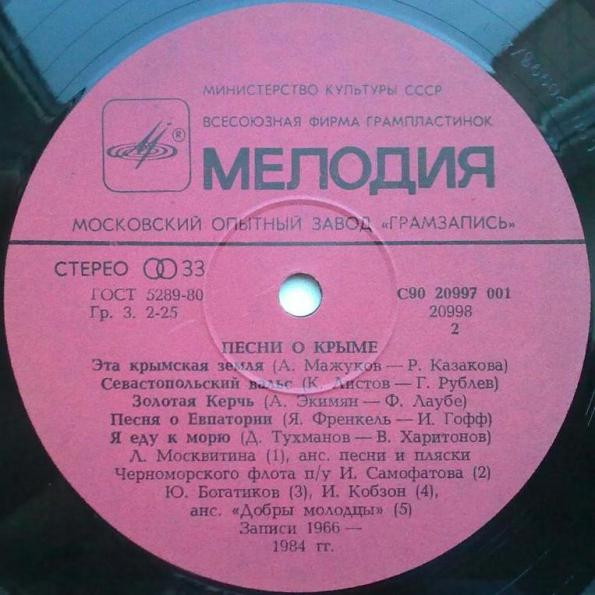 МИНИСТЕРСТВО КУЛЬТУРЫ СССР
ВСЕСОЮЗНАЯ ФИРМА ГРАМПЛАСТИНОК
®
МЕЛОДИЯ
МОСКОВСКИЙ ОПЫТНЫЙ ЗАВОД «ГРАМЗАПИСЬ»
СТЕРЕО 33
ГОСТ 5289-80
Гр. 3. 2-25
С90 20997 001
20998
2
ПЕСНИ О КРЫМЕ
Эта крымская земля (А. Мажуков — Р. Казакова)
Севастопольский вальс (К. Листов — Г. Рублев)
Золотая Керчь (А. Экимян — Ф. Лаубе)
Песня о Евпатории (Я. Френкель — И. Гофф)
Я еду к морю (Д. Тухманов — В. Харитонов)
Л. Москвитина (1), анс. песни и пляски
Черноморского флота п/у И. Самофатова (2)
Ю. Богатиков (3), И. Кобзон (4),
анс. «Добры молодцы» (5)
Записи 1966 —
1984 гг.